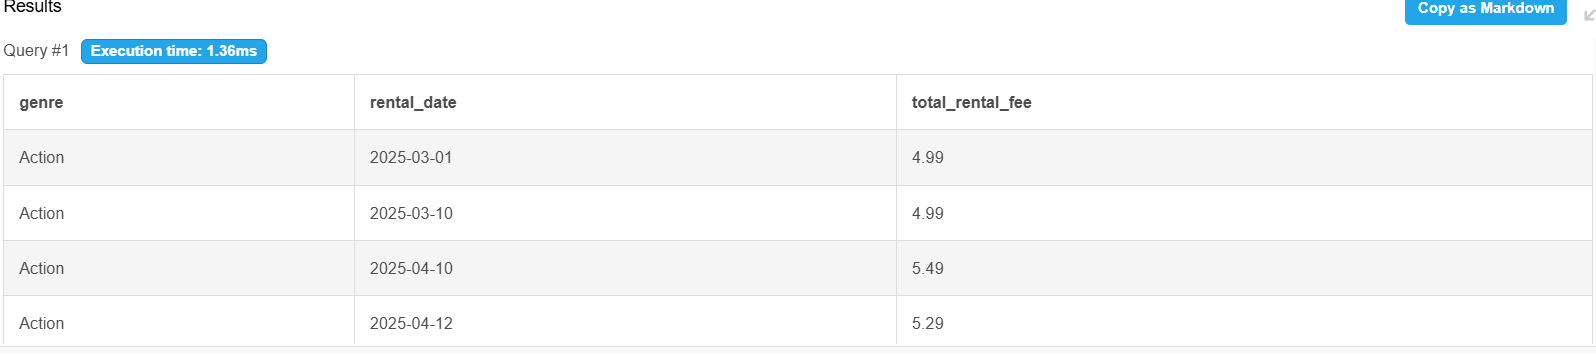 Results
Copy as Markdown
Query #1 Execution time: 1.36ms
genre rental_date total_rental_fee
Action 2025-03-01 4.99
Action 2025-03-10 4.99
Action 2025-04-10 5.49
Action 2025-04-12 5.29